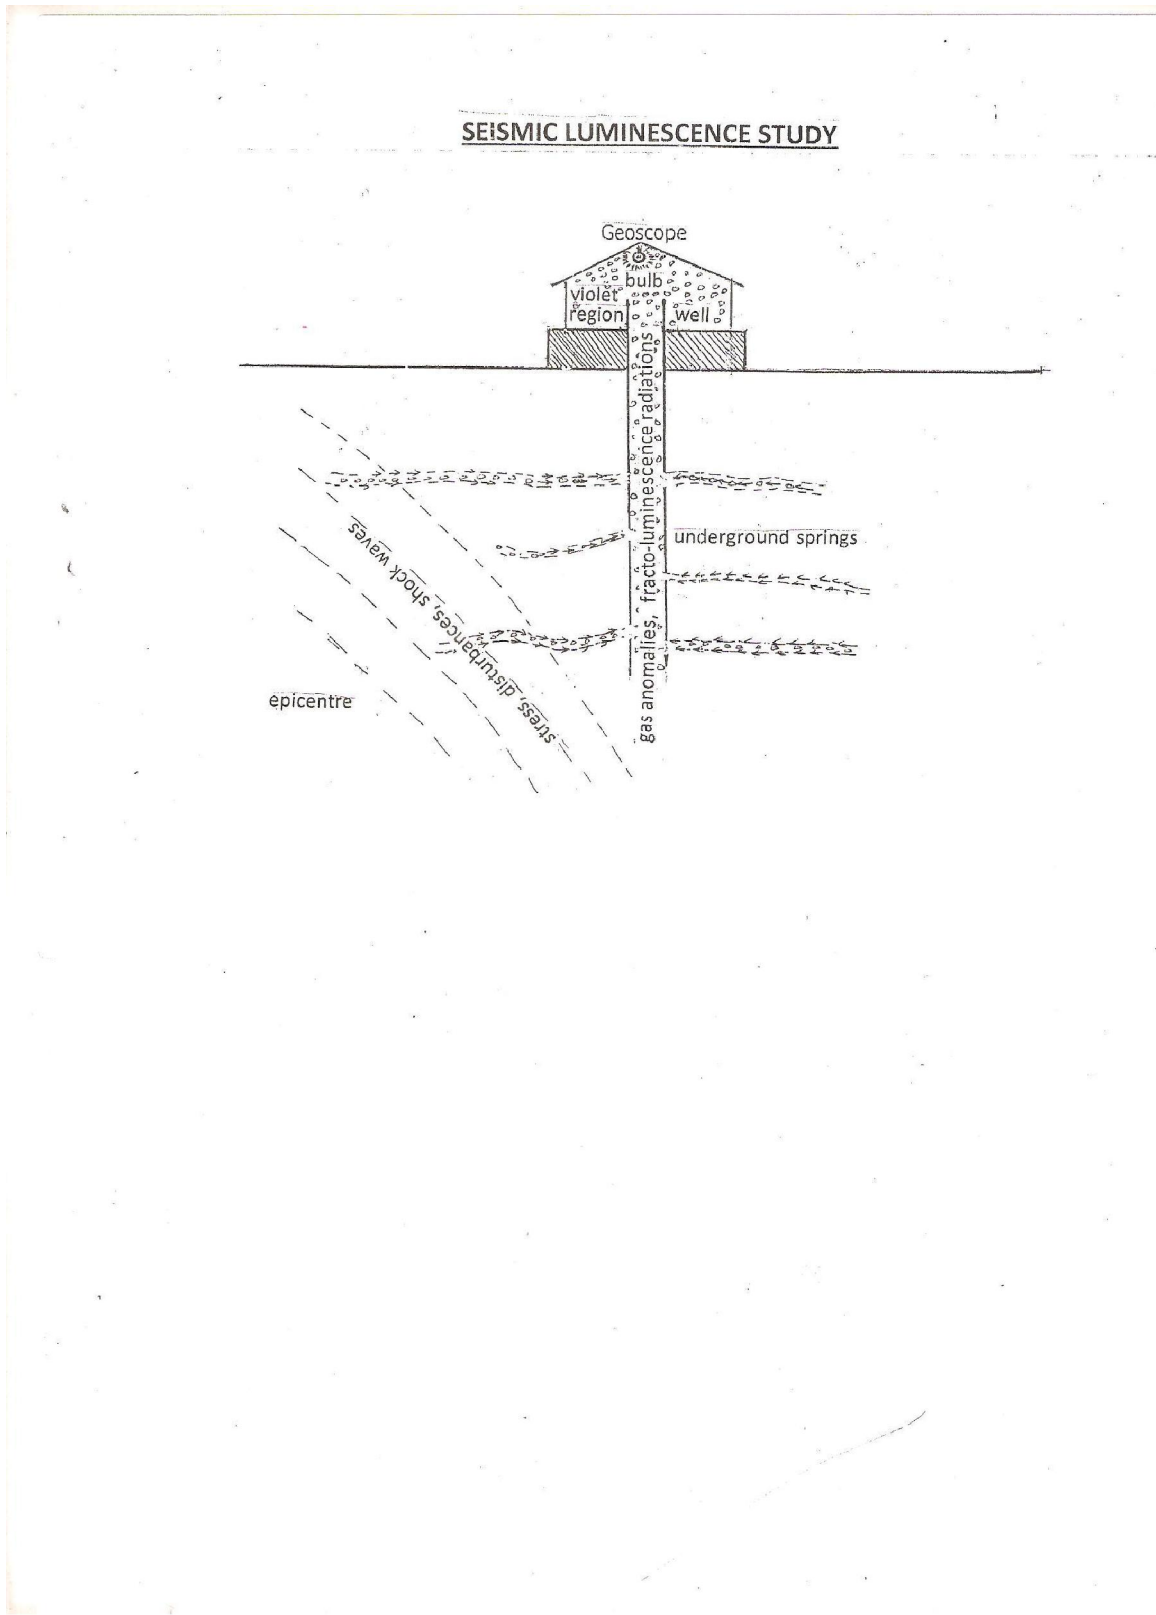 SEISMIC LUMINESCENCE STUDY
Geoscope
bulb
violet
region
well
gas anomalies, fracto-luminescence radiations
underground springs
stress, disturbances, shock waves
epicentre